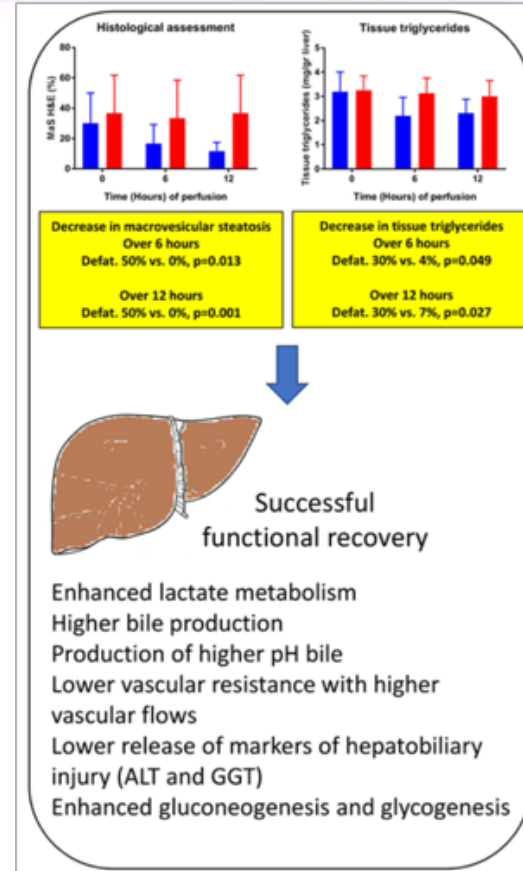 Histological assessment
MaS H&E (%)
80
60
40
20
0
0
6
12
Time (Hours) of perfusion
Tissue triglycerides
Tissue triglycerides (mg/gr liver)
5
4
3
2
1
0
0
6
12
Time (Hours) of perfusion
Decrease in macrovesicular steatosis
Over 6 hours
Defat. 50% vs. 0%, p=0.013
Over 12 hours
Defat. 50% vs. 0%, p=0.001
Decrease in tissue triglycerides
Over 6 hours
Defat. 30% vs. 4%, p=0.049
Over 12 hours
Defat. 30% vs. 7%, p=0.027
Successful
functional recovery
Enhanced lactate metabolism
Higher bile production
Production of higher pH bile
Lower vascular resistance with higher
vascular flows
Lower release of markers of hepatobiliary
injury (ALT and GGT)
Enhanced gluconeogenesis and glycogenesis